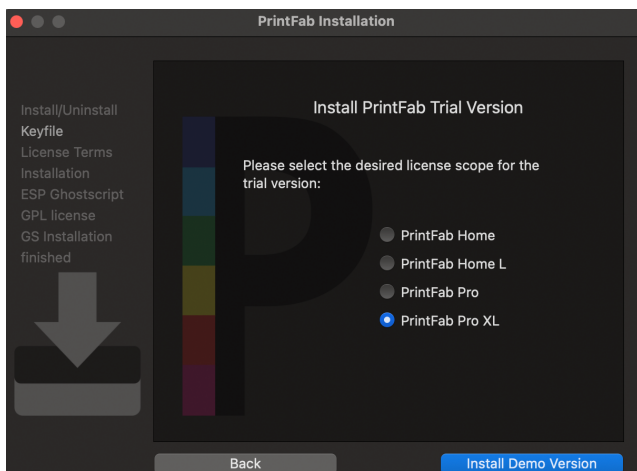 PrintFab Installation
Install/Uninstall
Keyfile
License Terms
Installation
ESP Ghostscript
GPL license
GS Installation
finished
Install PrintFab Trial Version
Please select the desired license scope for the
trial version:
PrintFab Home
PrintFab Home L
PrintFab Pro
PrintFab Pro XL
Back
Install Demo Version